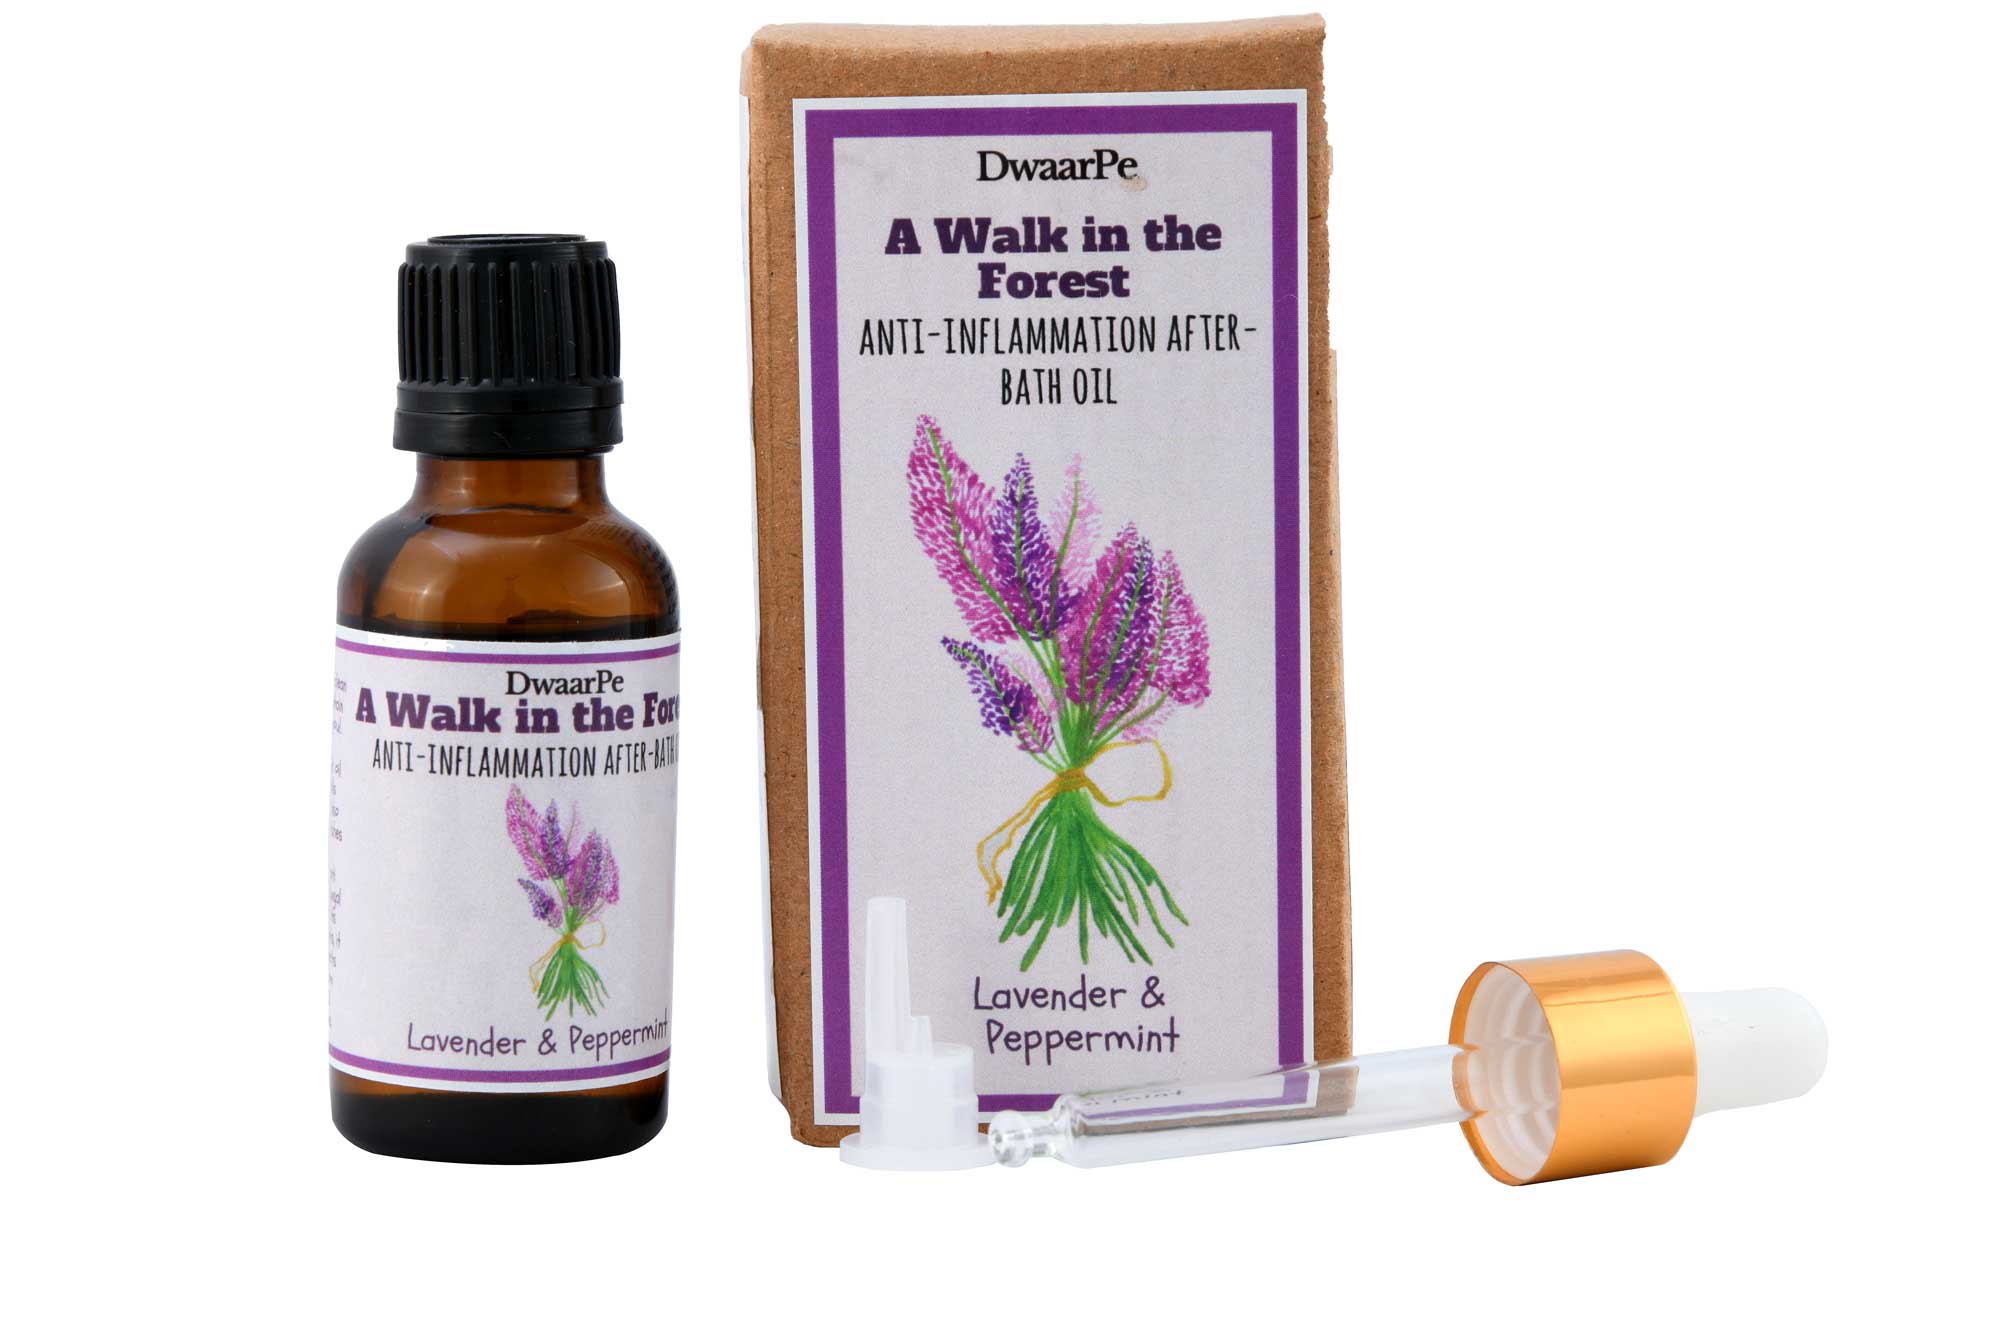 DwaarPe
A Walk in the
Forest
ANTI-INFLAMMATION AFTER-
BATH OIL
Lavender &
Peppermint
DwaarPe
A Walk in the Fore
ANTI-INFLAMMATION AFTER-BATH
Lavender & Peppermint